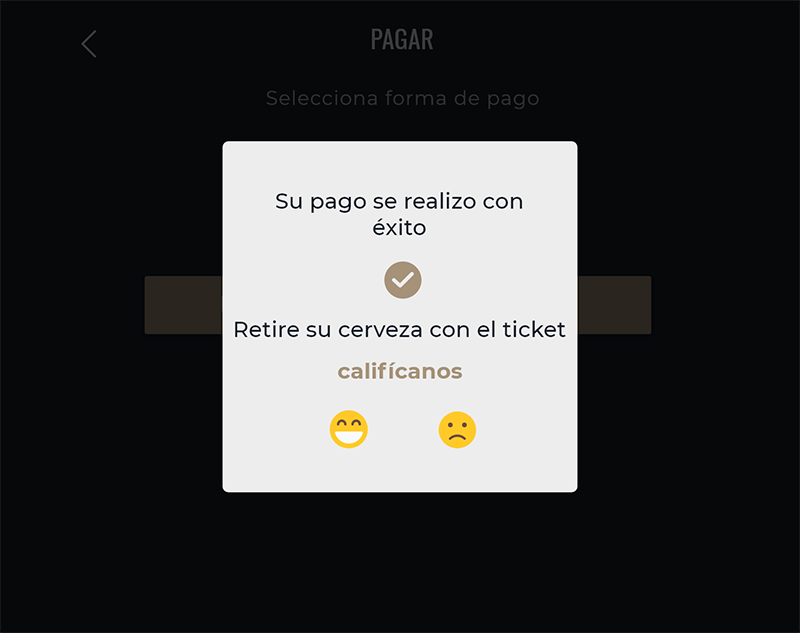 PAGAR
Selecciona forma de pago
Su pago se realizo con
éxito
Retire su cerveza con el ticket
califícanos